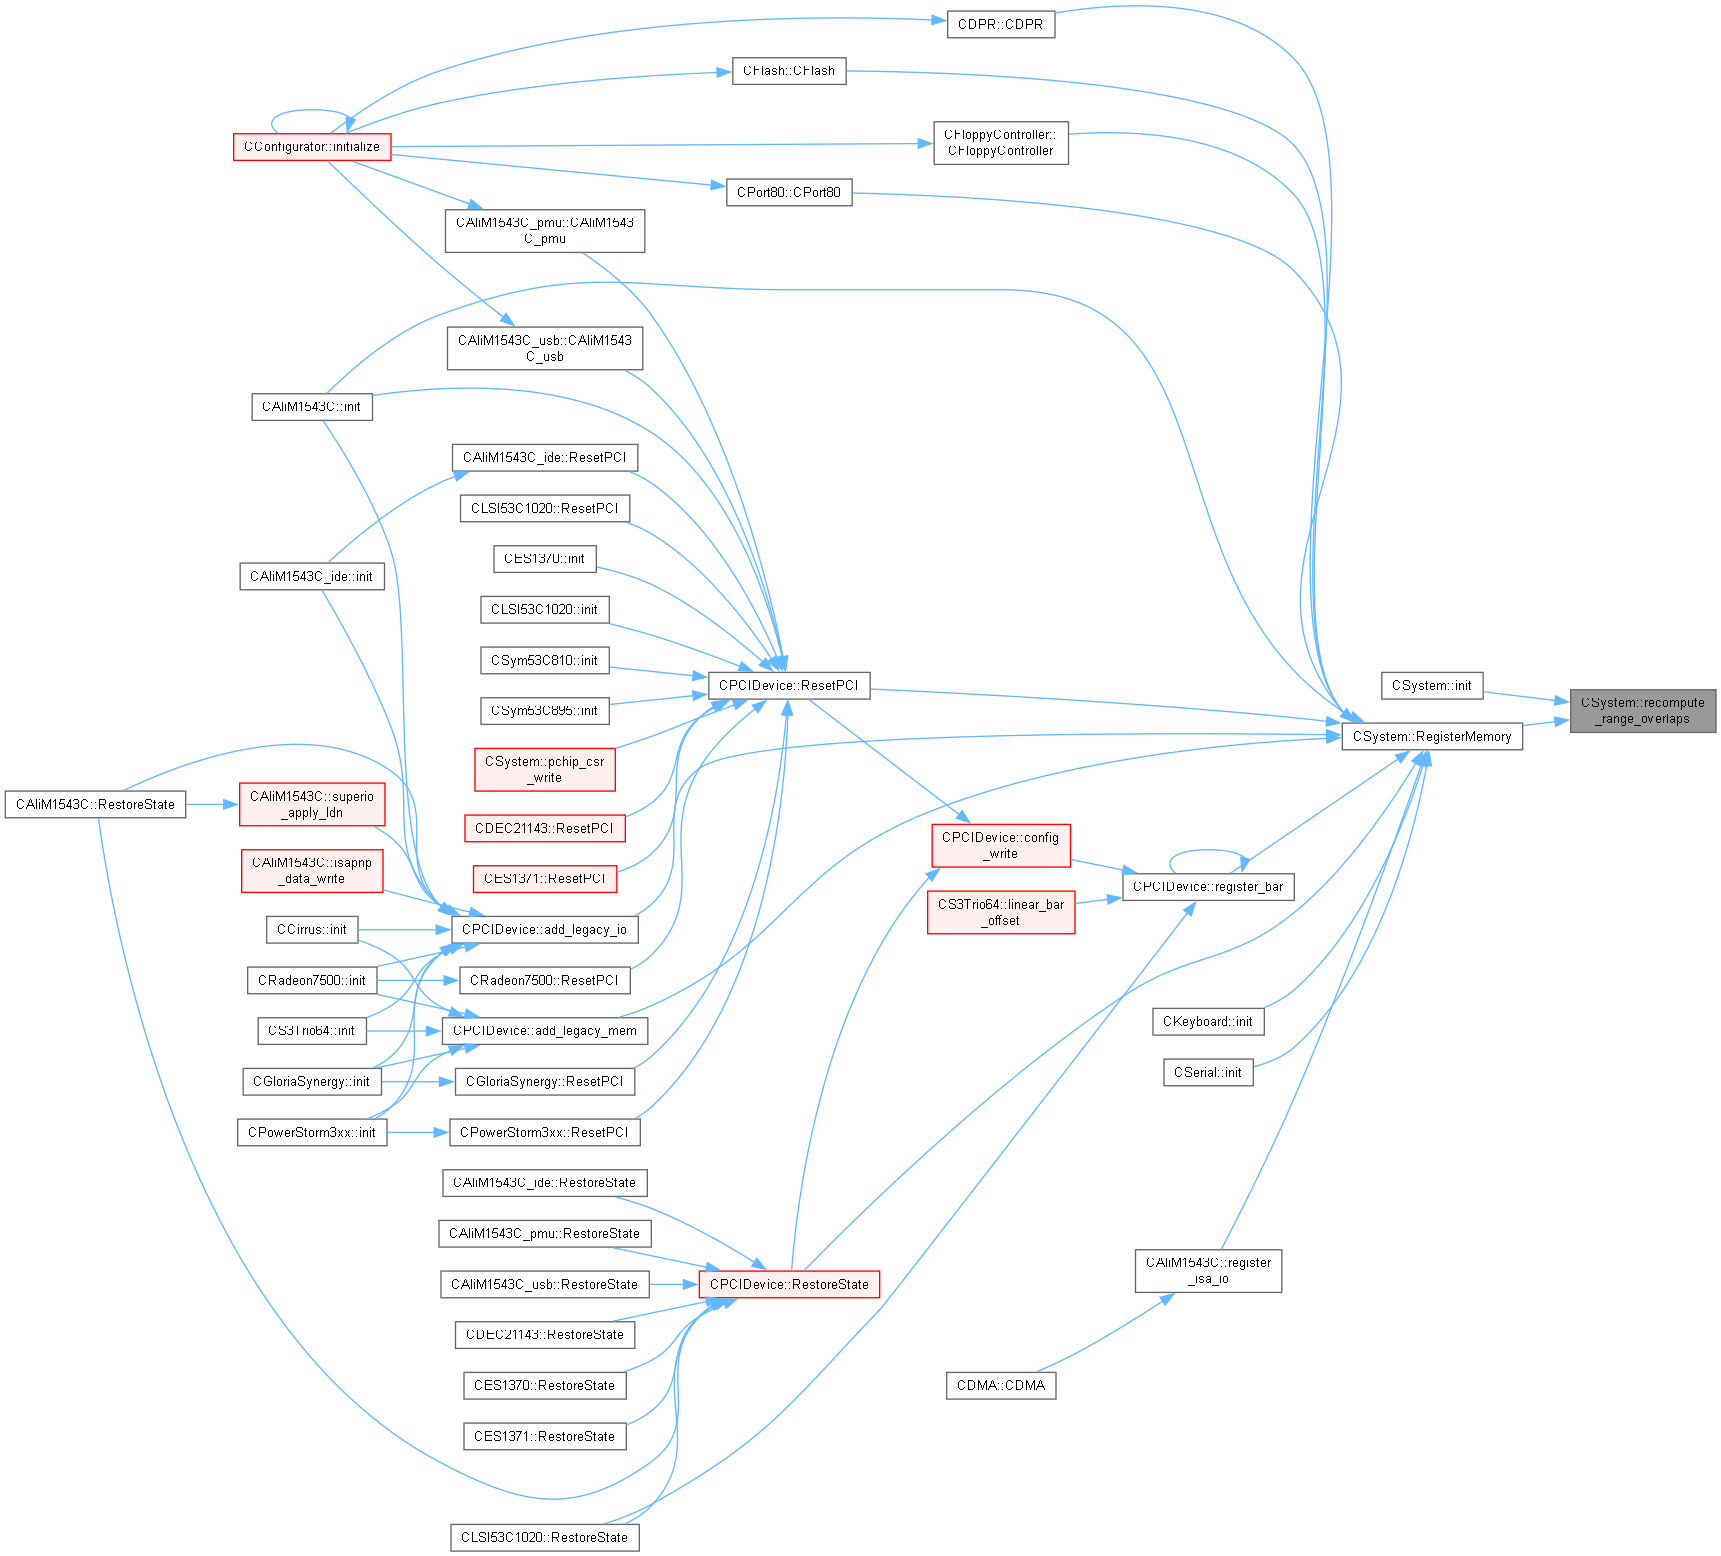 CDPR::CDPR
CFlash::CFlash
CFloppyController::
CFloppyController
CConfigurator::initialize
CPort80::CPort80
CAliM1543C_pmu::CAliM1543
C_pmu
CAliM1543C_usb::CAliM1543
C_usb
CAliM1543C::init
CAliM1543C_ide::ResetPCI
CLSI53C1020::ResetPCI
CES1370::init
CAliM1543C_ide::init
CLSI53C1020::init
CSym53C810::init
CPCIDevice::ResetPCI
CSystem::init
CSystem::recompute
_range_overlaps
CSym53C895::init
CSystem::RegisterMemory
CSystem::pchip_csr
_write
CAliM1543C::RestoreState
CAliM1543C::superio
_apply_ldn
CDEC21143::ResetPCI
CPCIDevice::config
_write
CAliM1543C::isapnp
_data_write
CES1371::ResetPCI
CPCIDevice::register_bar
CS3Trio64::linear_bar
_offset
CCirrus::init
CPCIDevice::add_legacy_io
CRadeon7500::init
CRadeon7500::ResetPCI
CS3Trio64::init
CPCIDevice::add_legacy_mem
CKeyboard::init
CGloriaSynergy::init
CGloriaSynergy::ResetPCI
CSerial::init
CPowerStorm3xx::init
CPowerStorm3xx::ResetPCI
CAliM1543C_ide::RestoreState
CAliM1543C_pmu::RestoreState
CAliM1543C_usb::RestoreState
CPCIDevice::RestoreState
CAliM1543C::register
_isa_io
CDEC21143::RestoreState
CES1370::RestoreState
CDMA::CDMA
CES1371::RestoreState
CLSI53C1020::RestoreState